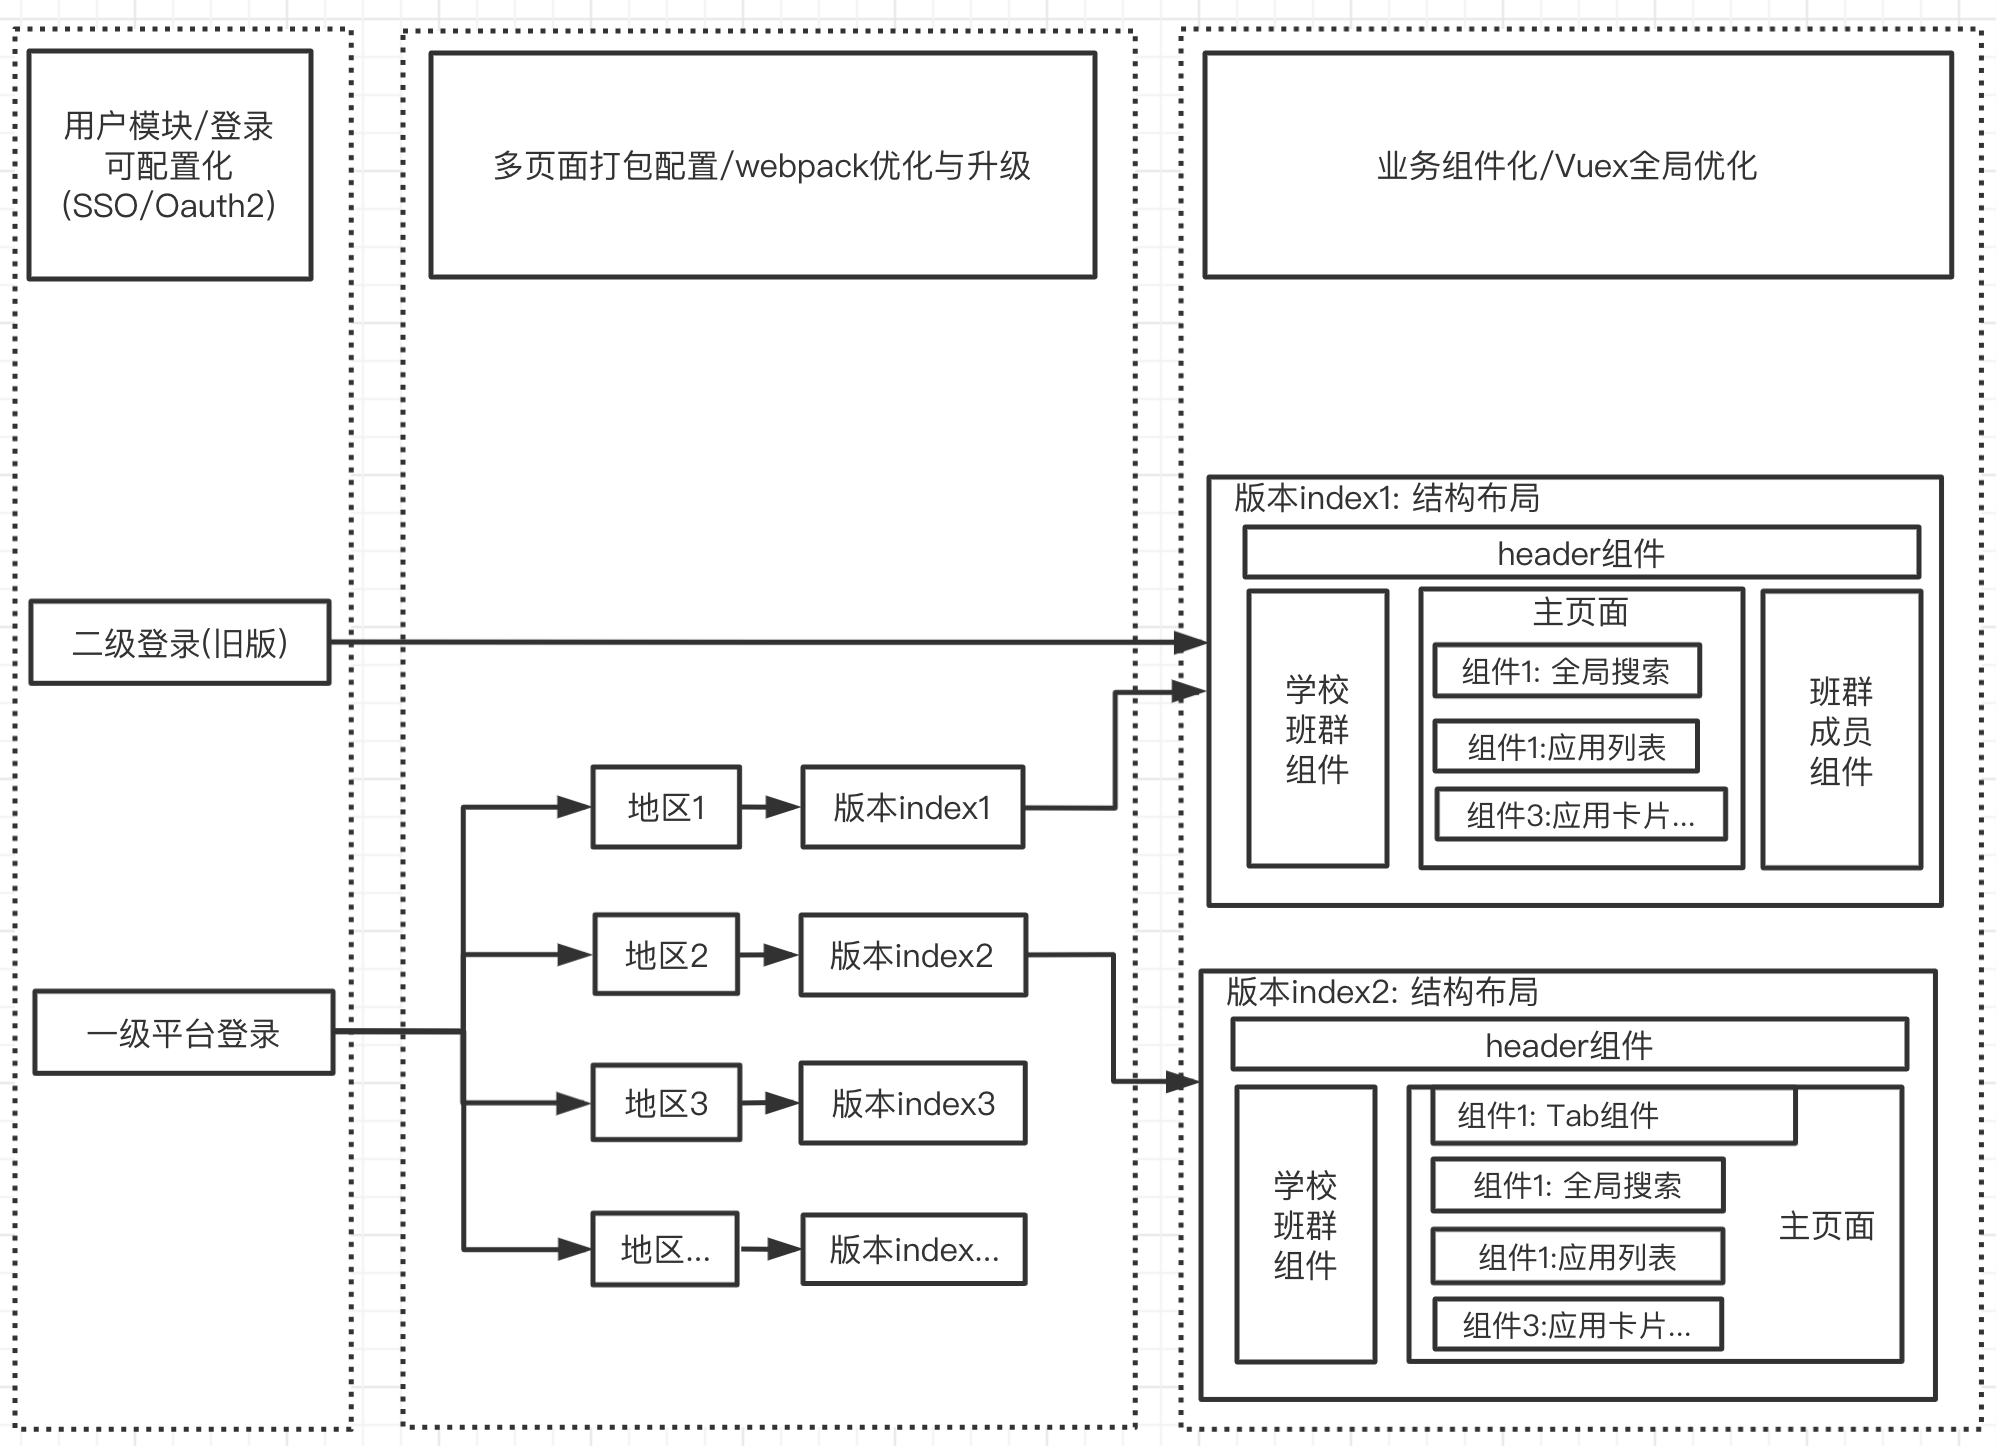 用户模块/登录
可配置化
(SSO/Oauth2)
多页面打包配置/webpack优化与升级
业务组件化/Vuex全局优化
二级登录(旧版)
一级平台登录
地区1
版本index1
地区2
版本index2
地区3
版本index3
地区...
版本index...
版本index1: 结构布局
header组件
学校
班群
组件
主页面
组件1: 全局搜索
组件1:应用列表
组件3:应用卡片...
班群
成员
组件
版本index2: 结构布局
header组件
学校
班群
组件
组件1: Tab组件
组件1: 全局搜索
组件1:应用列表
组件3:应用卡片...
主页面